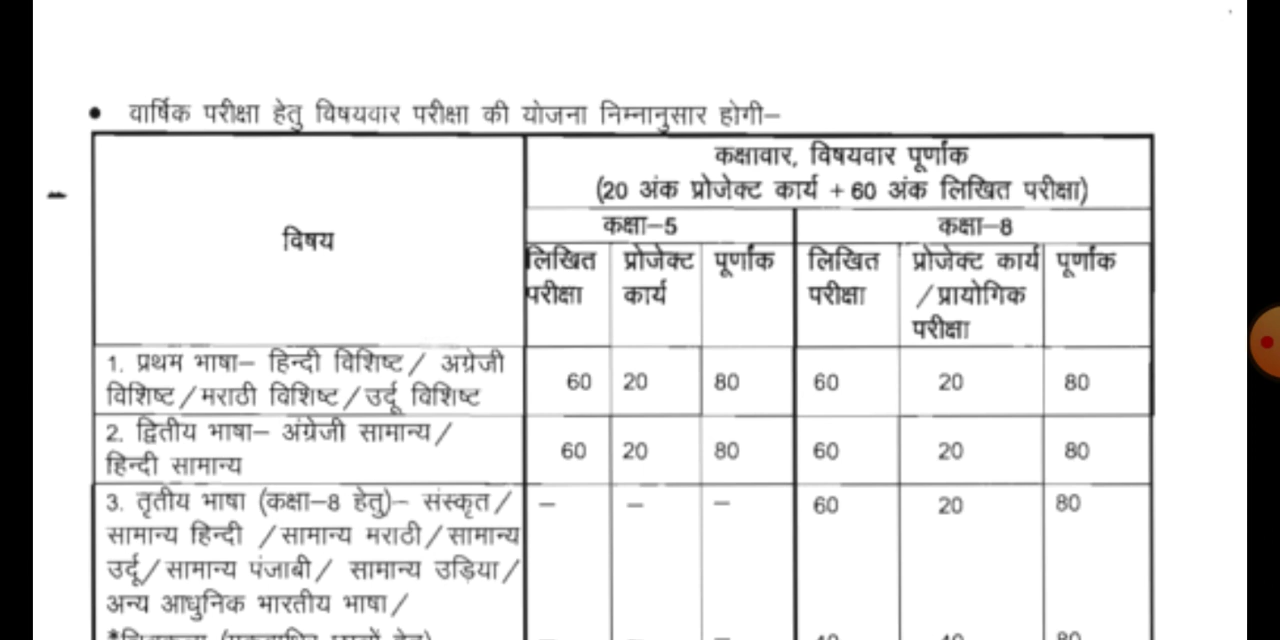 • वार्षिक परीक्षा हेतु विषयवार परीक्षा की योजना निम्नानुसार होगी–
कक्षावार, विषयवार पूर्णांक
(20 अंक प्रोजेक्ट कार्य + 60 अंक लिखित परीक्षा)
विषय
कक्षा–5 कक्षा–8
लिखित प्रोजेक्ट पूर्णांक लिखित प्रोजेक्ट कार्य पूर्णांक
परीक्षा कार्य परीक्षा /प्रायोगिक
परीक्षा
1. प्रथम भाषा– हिन्दी विशिष्ट/ अग्रेजी
विशिष्ट/मराठी विशिष्ट/उर्दू विशिष्ट
60 20 80 60 20 80
2. द्वितीय भाषा– अंग्रेजी सामान्य/
हिन्दी सामान्य
60 20 80 60 20 80
3. तृतीय भाषा (कक्षा–8 हेतु)– संस्कृत/ – – – 60 20 80
सामान्य हिन्दी /सामान्य मराठी/सामान्य
उर्दू/सामान्य पंजाबी/ सामान्य उड़िया/
अन्य आधुनिक भारतीय भाषा/